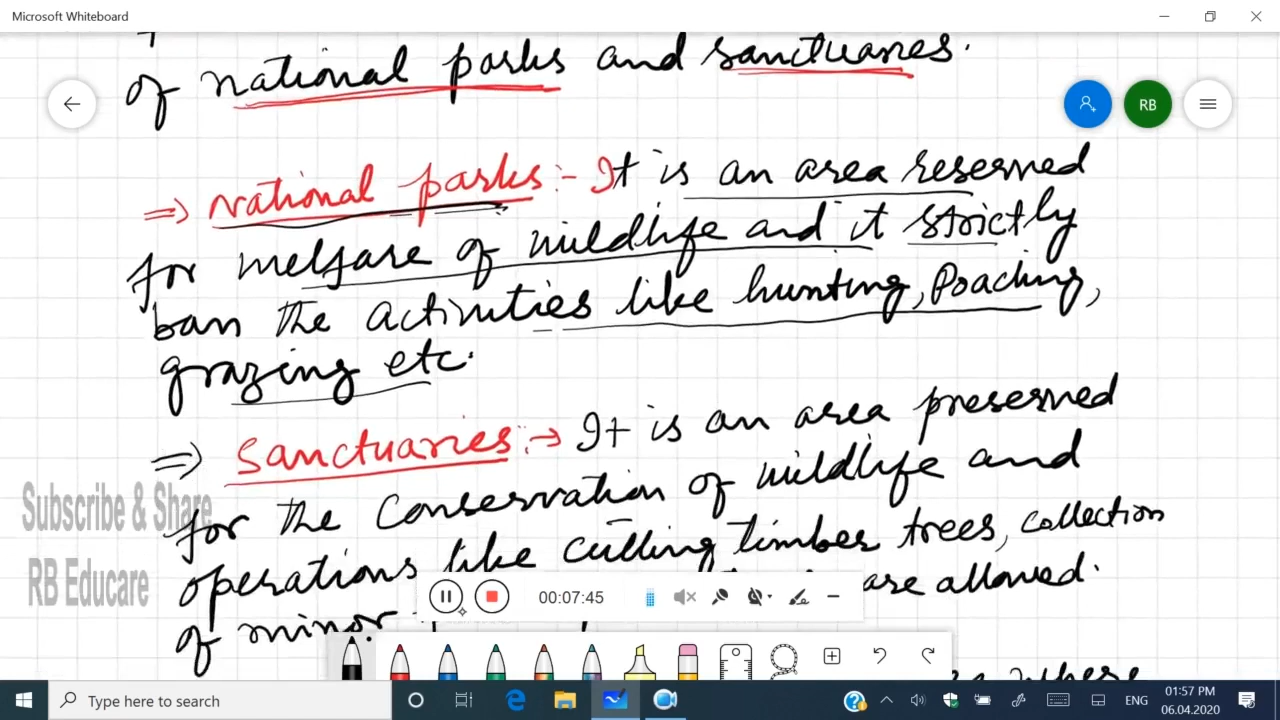 Microsoft Whiteboard
of national parks and sanctuaries.
RB
⇒ National parks :- It is an area reserved
for welfare of wildlife and it strictly
ban the activities like hunting, Poaching,
grazing etc.
⇒ Sanctuaries :→ It is an area preserved
for the conservation of wildlife and
operations like cutting timber trees, collection
of minor are allowed.
where
Subscribe & Share
RB Educare
00:07:45
Type here to search
ENG
01:57 PM
06.04.2020